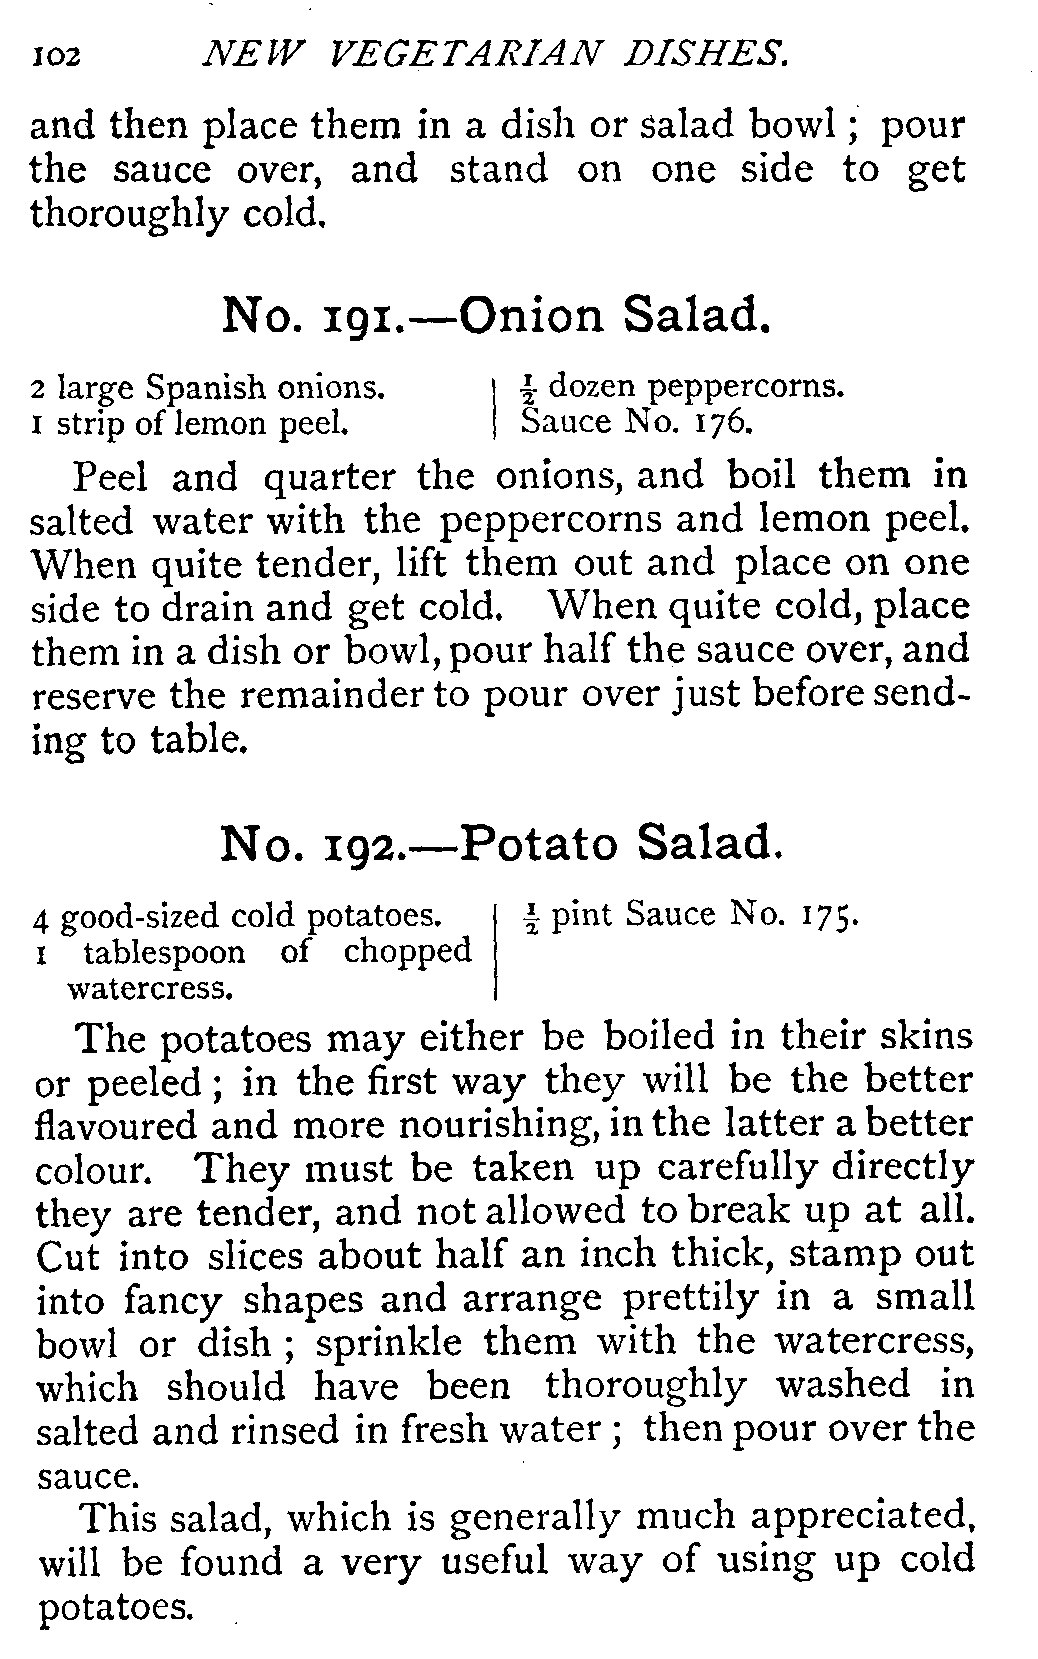 102 NEW VEGETARIAN DISHES.
and then place them in a dish or salad bowl ; pour
the sauce over, and stand on one side to get
thoroughly cold.
No. 191.—Onion Salad.
2 large Spanish onions.
1 strip of lemon peel.
½ dozen peppercorns.
Sauce No. 176.
Peel and quarter the onions, and boil them in
salted water with the peppercorns and lemon peel.
When quite tender, lift them out and place on one
side to drain and get cold. When quite cold, place
them in a dish or bowl, pour half the sauce over, and
reserve the remainder to pour over just before send-
ing to table.
No. 192.—Potato Salad.
4 good-sized cold potatoes.
1 tablespoon of chopped
watercress.
½ pint Sauce No. 175.
The potatoes may either be boiled in their skins
or peeled ; in the first way they will be the better
flavoured and more nourishing, in the latter a better
colour. They must be taken up carefully directly
they are tender, and not allowed to break up at all.
Cut into slices about half an inch thick, stamp out
into fancy shapes and arrange prettily in a small
bowl or dish ; sprinkle them with the watercress,
which should have been thoroughly washed in
salted and rinsed in fresh water ; then pour over the
sauce.
This salad, which is generally much appreciated,
will be found a very useful way of using up cold
potatoes.